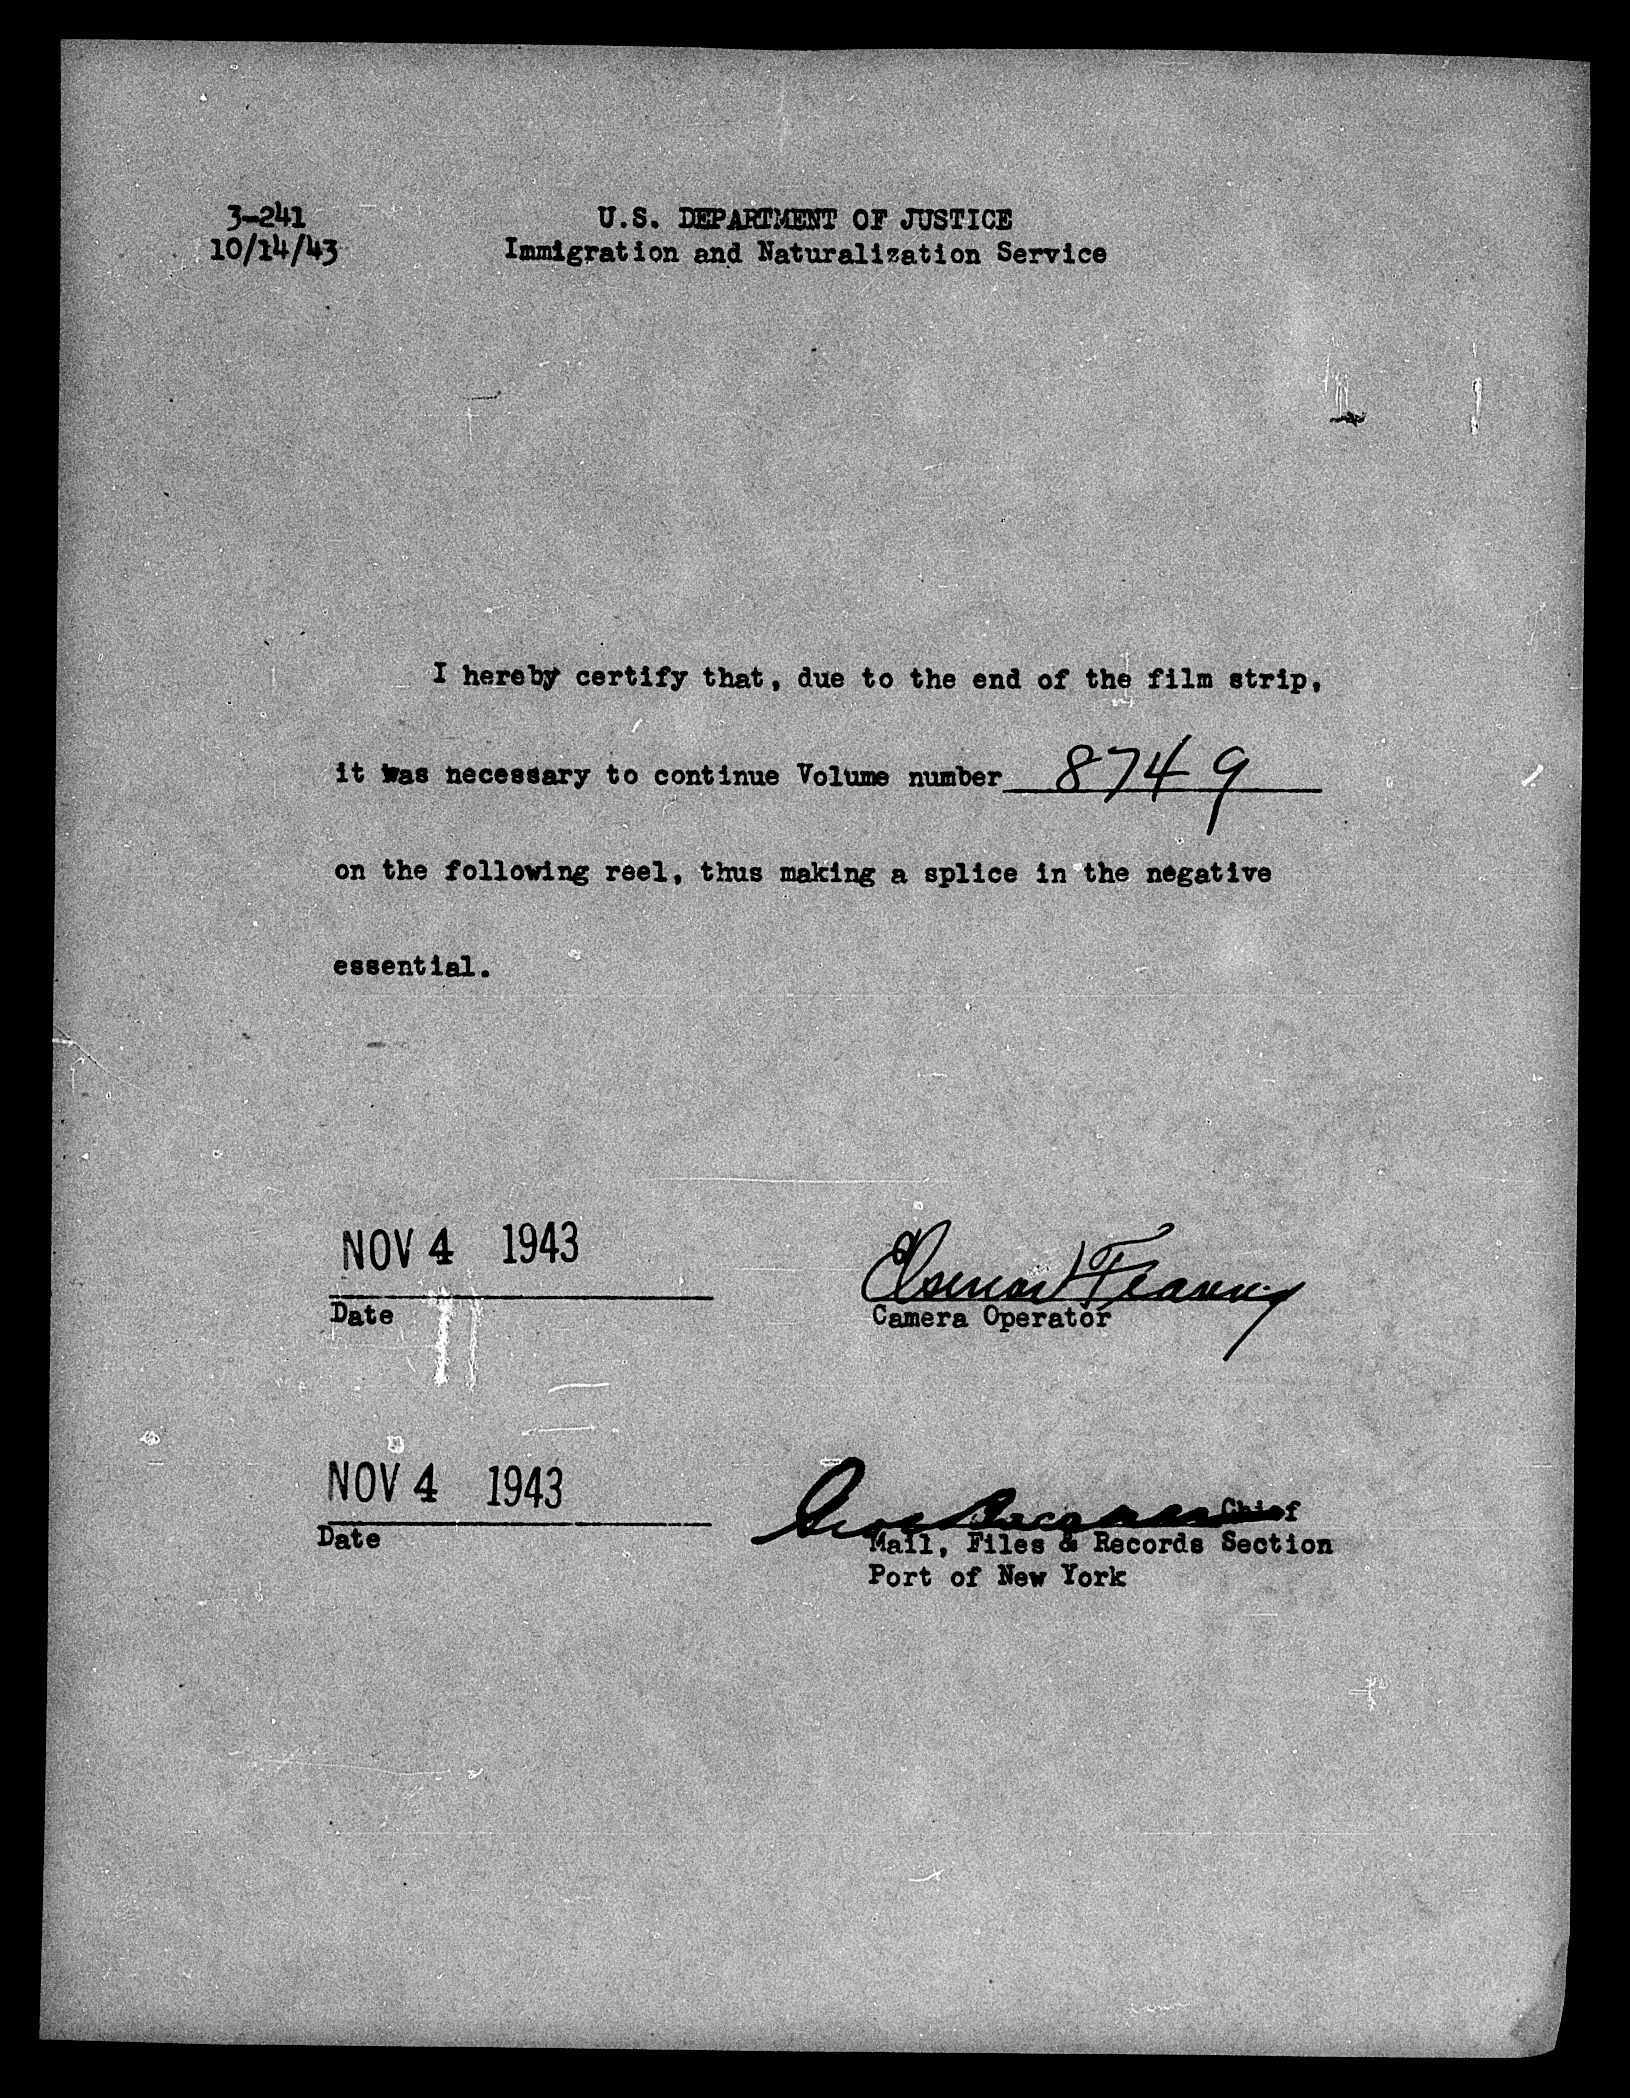 3-241
10/14/43
U.S. DEPARTMENT OF JUSTICE
Immigration and Naturalization Service
I hereby certify that, due to the end of the film strip,
it was necessary to continue Volume number 8749
on the following reel, thus making a splice in the negative
essential.
NOV 4 1943
Date
Camera Operator
NOV 4 1943
Date
Chief
Mail, Files & Records Section
Port of New York